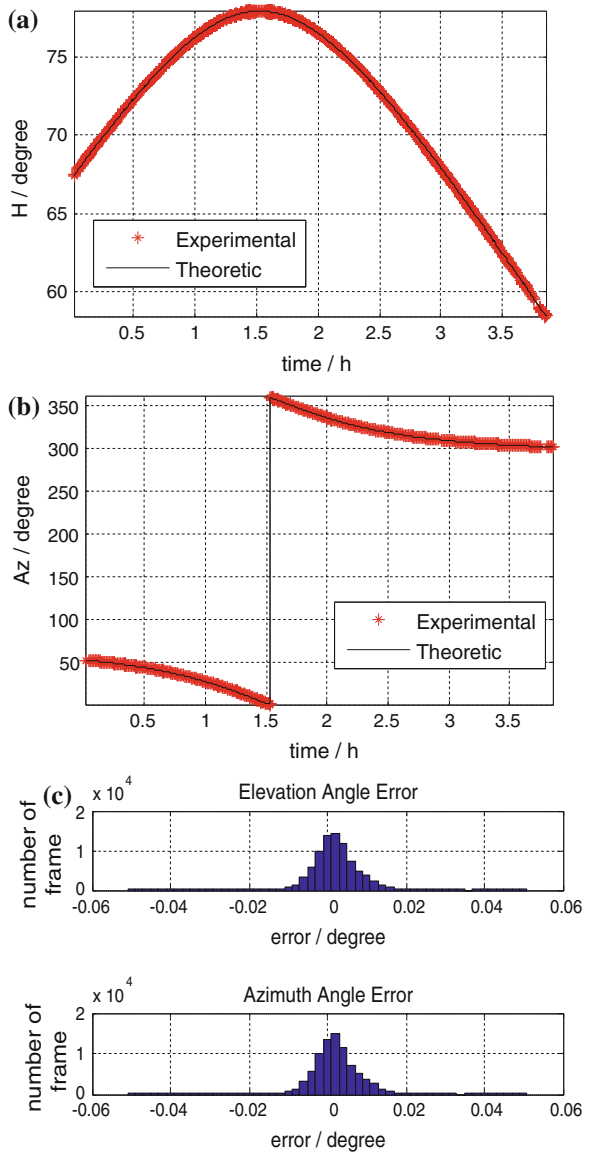 (a)
75
70
65
60
H / degree
Experimental
Theoretic
0.5 1 1.5 2 2.5 3 3.5
time / h
(b)
350
300
250
200
150
100
50
Az / degree
Experimental
Theoretic
0.5 1 1.5 2 2.5 3 3.5
time / h
(c)
x 10^4
Elevation Angle Error
2
1
0
number of
frame
-0.06 -0.04 -0.02 0 0.02 0.04 0.06
error / degree
x 10^4
Azimuth Angle Error
2
1
0
number of
frame
-0.06 -0.04 -0.02 0 0.02 0.04 0.06
error / degree